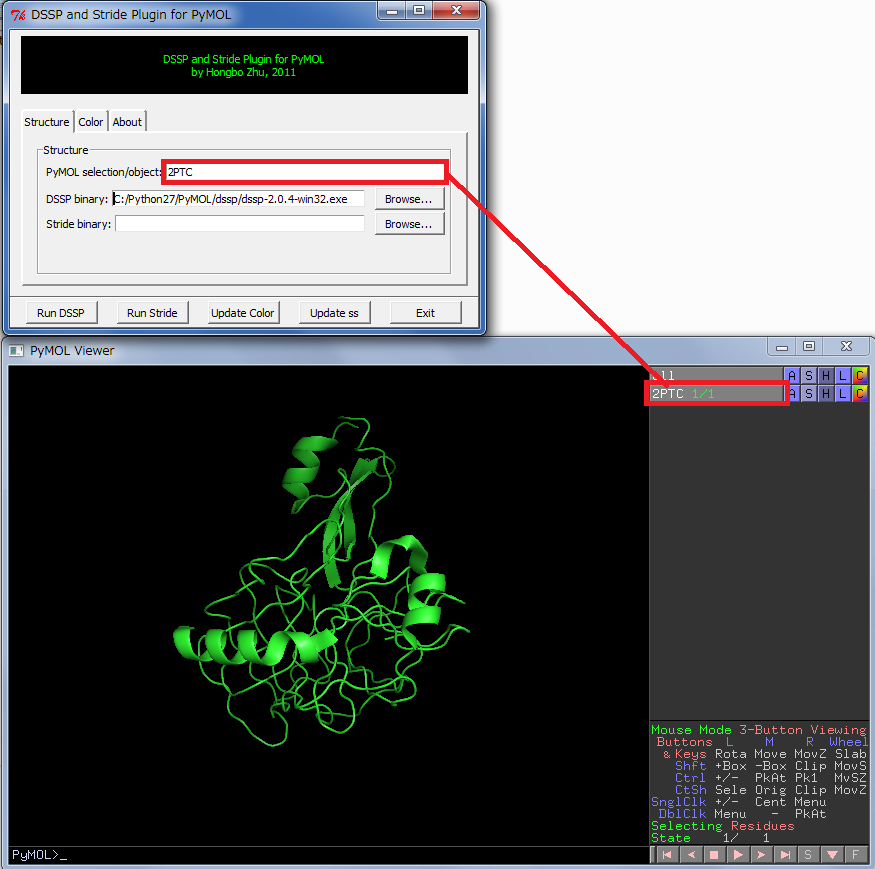 DSSP and Stride Plugin for PyMOL
DSSP and Stride Plugin for PyMOL
by Hongbo Zhu, 2011
Structure Color About
Structure
PyMOL selection/object: 2PTC
DSSP binary: C:/Python27/PyMOL/dssp/dssp-2.0.4-win32.exe Browse...
Stride binary: Browse...
Run DSSP Run Stride Update Color Update ss Exit
PyMOL Viewer
all A S H L C
2PTC 1/1 A S H L C
Mouse Mode 3-Button Viewing
Buttons L M R Wheel
& Keys Rota Move MovZ Slab
Shft +Box -Box Clip MovS
Ctrl +/- PkAt Pk1 MvSZ
CtSh Sele Orig Clip MovZ
SnglClk +/- Cent Menu
DblClk Menu - PkAt
Selecting Residues
State 1/ 1
PyMOL>_ S F